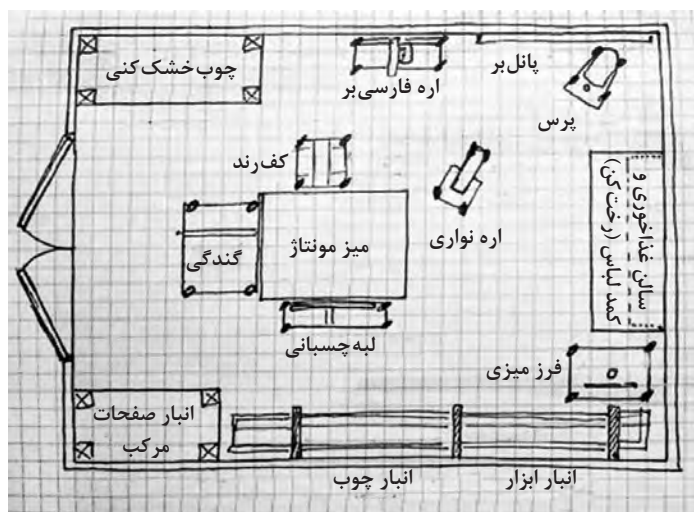 چوب خشک کنی
اره فارسی بر
پانل بر
پرس
کف رند
اره نواری
سالن غذاخوری و
کمد لباس (رخت کن)
میز مونتاژ
گندگی
لبه چسبانی
فرز میزی
انبار صفحات
مرکب
انبار چوب
انبار ابزار